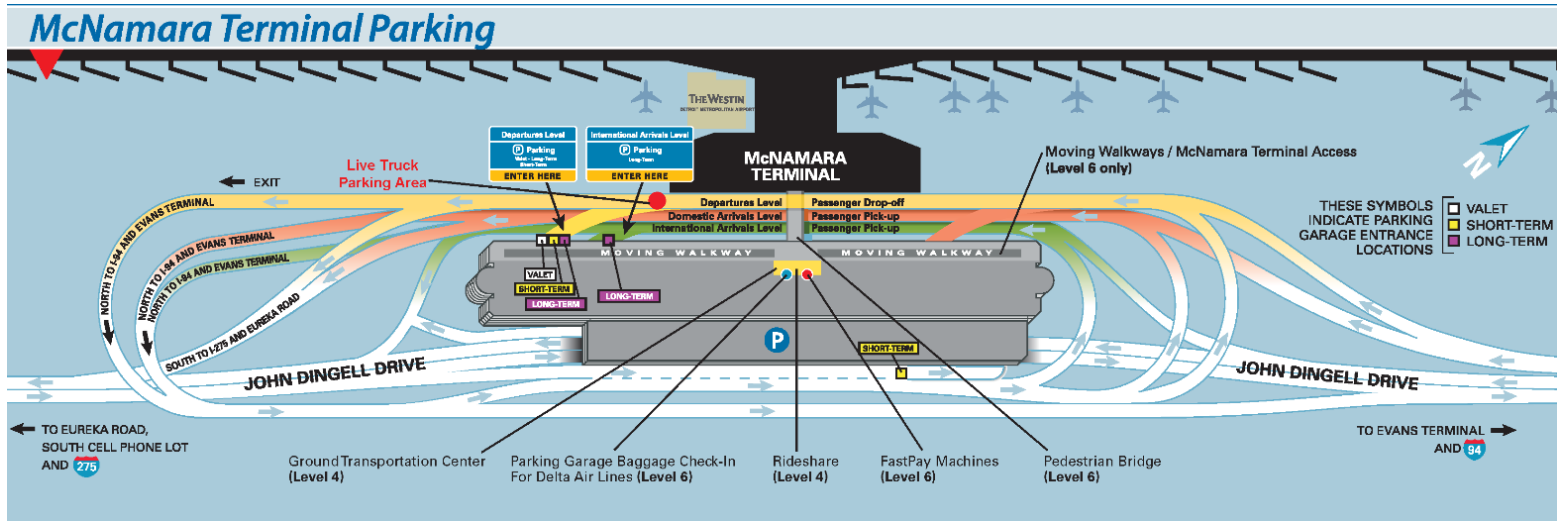 McNamara Terminal Parking
THE WESTIN
DETROIT METROPOLITAN AIRPORT
Departures Level
P Parking
Valet - Long-Term
Short-Term
ENTER HERE
International Arrivals Level
P Parking
Long-Term
ENTER HERE
McNAMARA
TERMINAL
Moving Walkways / McNamara Terminal Access
(Level 6 only)
N
Live Truck
Parking Area
EXIT
Departures Level
Passenger Drop-off
Domestic Arrivals Level
Passenger Pick-up
International Arrivals Level
Passenger Pick-up
THESE SYMBOLS
INDICATE PARKING
GARAGE ENTRANCE
LOCATIONS
VALET
SHORT-TERM
LONG-TERM
NORTH TO I-94 AND EVANS TERMINAL
NORTH TO I-94 AND EVANS TERMINAL
NORTH TO I-94 AND EVANS TERMINAL
SOUTH TO I-275 AND EUREKA ROAD
MOVING WALKWAY
MOVING WALKWAY
VALET
SHORT-TERM
LONG-TERM
LONG-TERM
P
SHORT-TERM
JOHN DINGELL DRIVE
JOHN DINGELL DRIVE
TO EUREKA ROAD,
SOUTH CELL PHONE LOT
AND 275
TO EVANS TERMINAL
AND 94
Ground Transportation Center
(Level 4)
Parking Garage Baggage Check-In
For Delta Air Lines (Level 6)
Rideshare
(Level 4)
FastPay Machines
(Level 6)
Pedestrian Bridge
(Level 6)